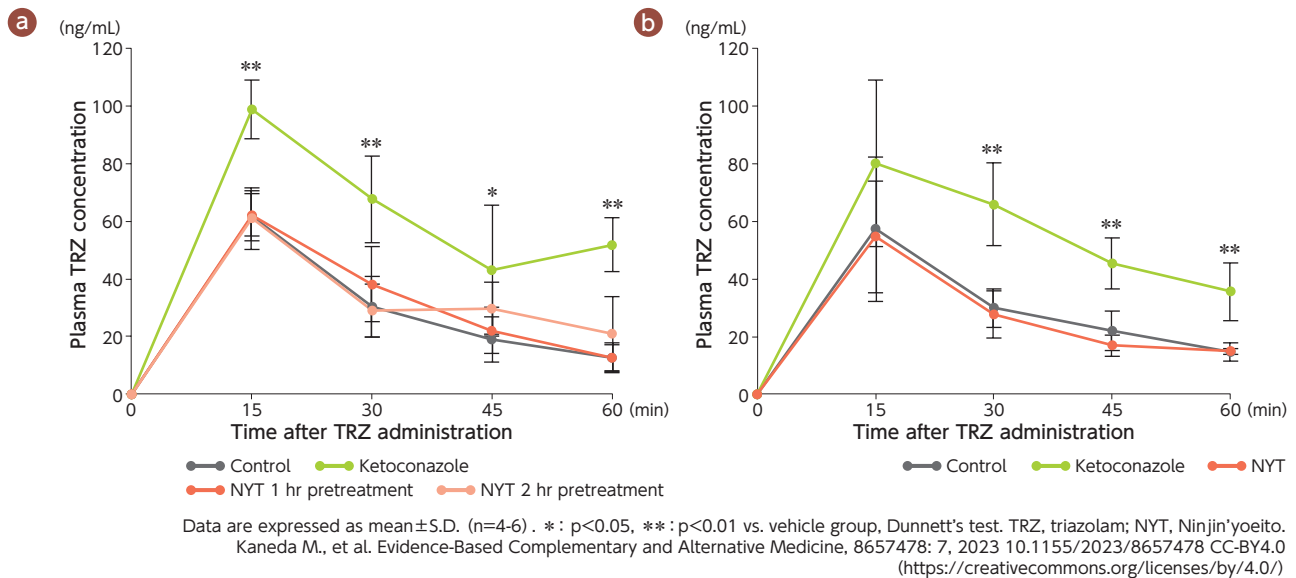 a
(ng/mL)
120
100
80
60
40
20
0
Plasma TRZ concentration
**
**
*
**
0 15 30 45 60 (min)
Time after TRZ administration
Control Ketoconazole
NYT 1 hr pretreatment NYT 2 hr pretreatment
b
(ng/mL)
120
100
80
60
40
20
0
Plasma TRZ concentration
**
**
**
0 15 30 45 60 (min)
Time after TRZ administration
Control Ketoconazole NYT
Data are expressed as mean±S.D. (n=4-6) . *: p<0.05, **: p<0.01 vs. vehicle group, Dunnett's test. TRZ, triazolam; NYT, Ninjin'yoeito.
Kaneda M., et al. Evidence-Based Complementary and Alternative Medicine, 8657478: 7, 2023 10.1155/2023/8657478 CC-BY4.0
(https://creativecommons.org/licenses/by/4.0/)